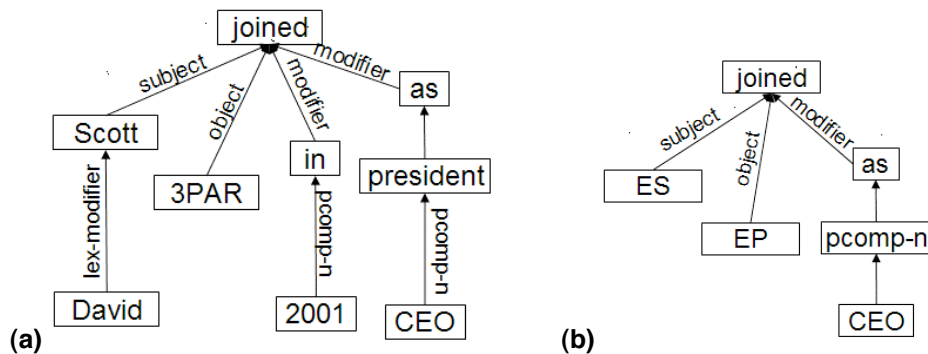 joined
subject
object
modifier
modifier
as
Scott
3PAR
in
president
lex-modifier
pcomp-n
pcomp-n
David
2001
CEO
(a)
joined
subject
object
modifier
ES
EP
as
pcomp-n
CEO
(b)